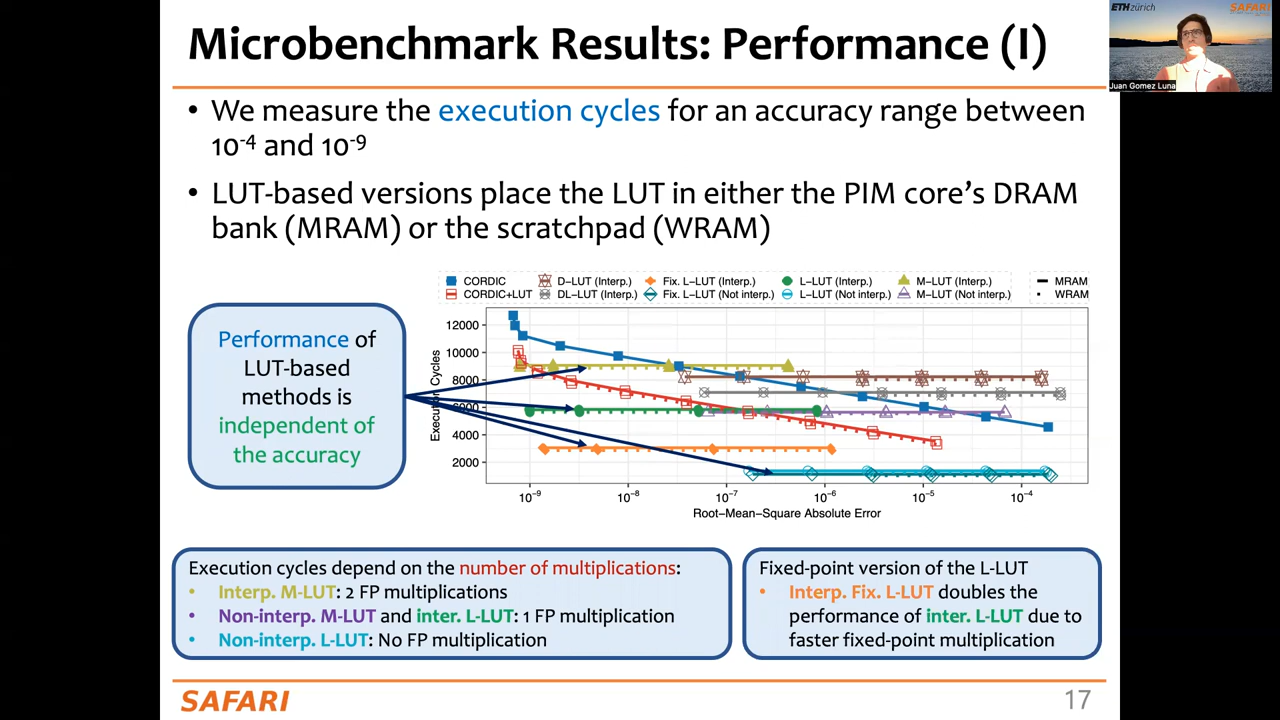 Microbenchmark Results: Performance (I)
ETH zürich
SAFARI
Juan Gomez Luna
• We measure the execution cycles for an accuracy range between
10-4 and 10-9
• LUT-based versions place the LUT in either the PIM core's DRAM
bank (MRAM) or the scratchpad (WRAM)
CORDIC D-LUT (Interp.) Fix. L-LUT (Interp.) L-LUT (Interp.) M-LUT (Interp.) MRAM
CORDIC+LUT DL-LUT (Interp.) Fix. L-LUT (Not interp.) L-LUT (Not interp.) M-LUT (Not interp.) WRAM
Performance of
LUT-based
methods is
independent of
the accuracy
Execution Cycles
12000
10000
8000
6000
4000
2000
10−9 10−8 10−7 10−6 10−5 10−4
Root−Mean−Square Absolute Error
Execution cycles depend on the number of multiplications:
• Interp. M-LUT: 2 FP multiplications
• Non-interp. M-LUT and inter. L-LUT: 1 FP multiplication
• Non-interp. L-LUT: No FP multiplication
Fixed-point version of the L-LUT
• Interp. Fix. L-LUT doubles the
performance of inter. L-LUT due to
faster fixed-point multiplication
SAFARI
17